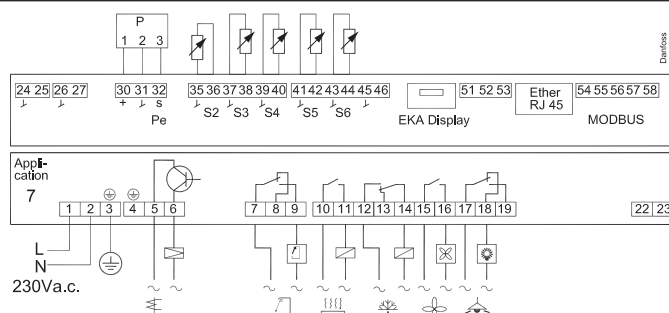 P
1 2 3
Danfoss
24 25 26 27 30 31 32 35 36 37 38 39 40 41 42 43 44 45 46 51 52 53 Ether RJ 45 54 55 56 57 58
+ s S2 S3 S4 S5 S6
Pe EKA Display MODBUS
Appli-
cation
7
1 2 3 4 5 6 7 8 9 10 11 12 13 14 15 16 17 18 19 22 23
L
N
230Va.c.